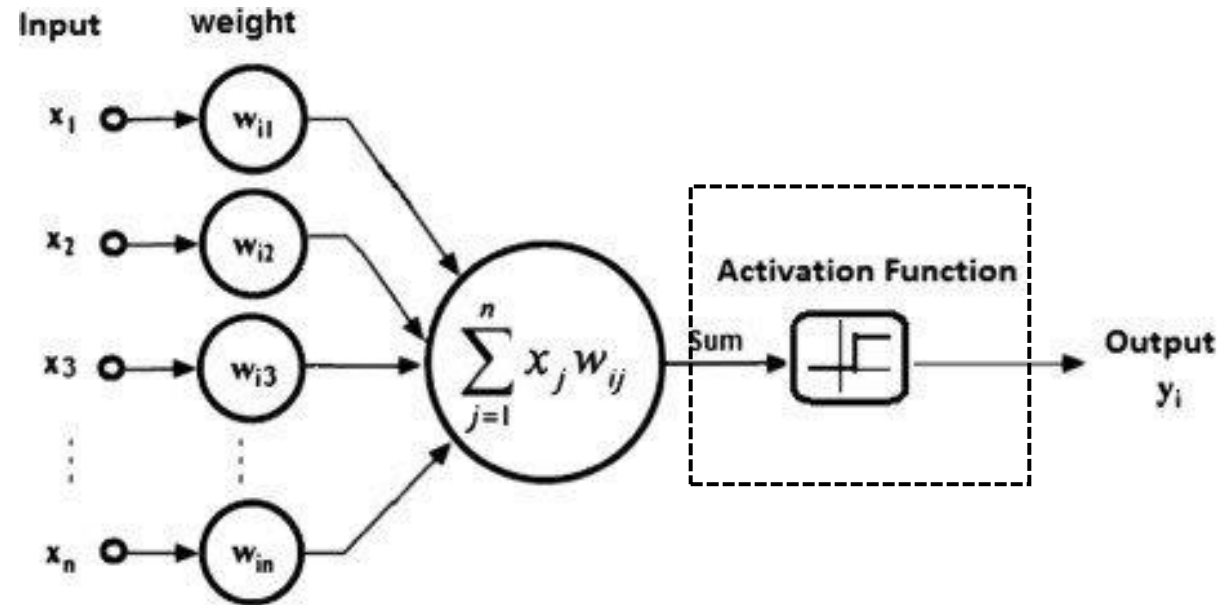 Input weight
x₁ wᵢ₁
x₂ wᵢ₂
x₃ wᵢ₃
xₙ wᵢₙ
n
∑ xⱼ wᵢⱼ
j=1
Sum
Activation Function
Output
yᵢ